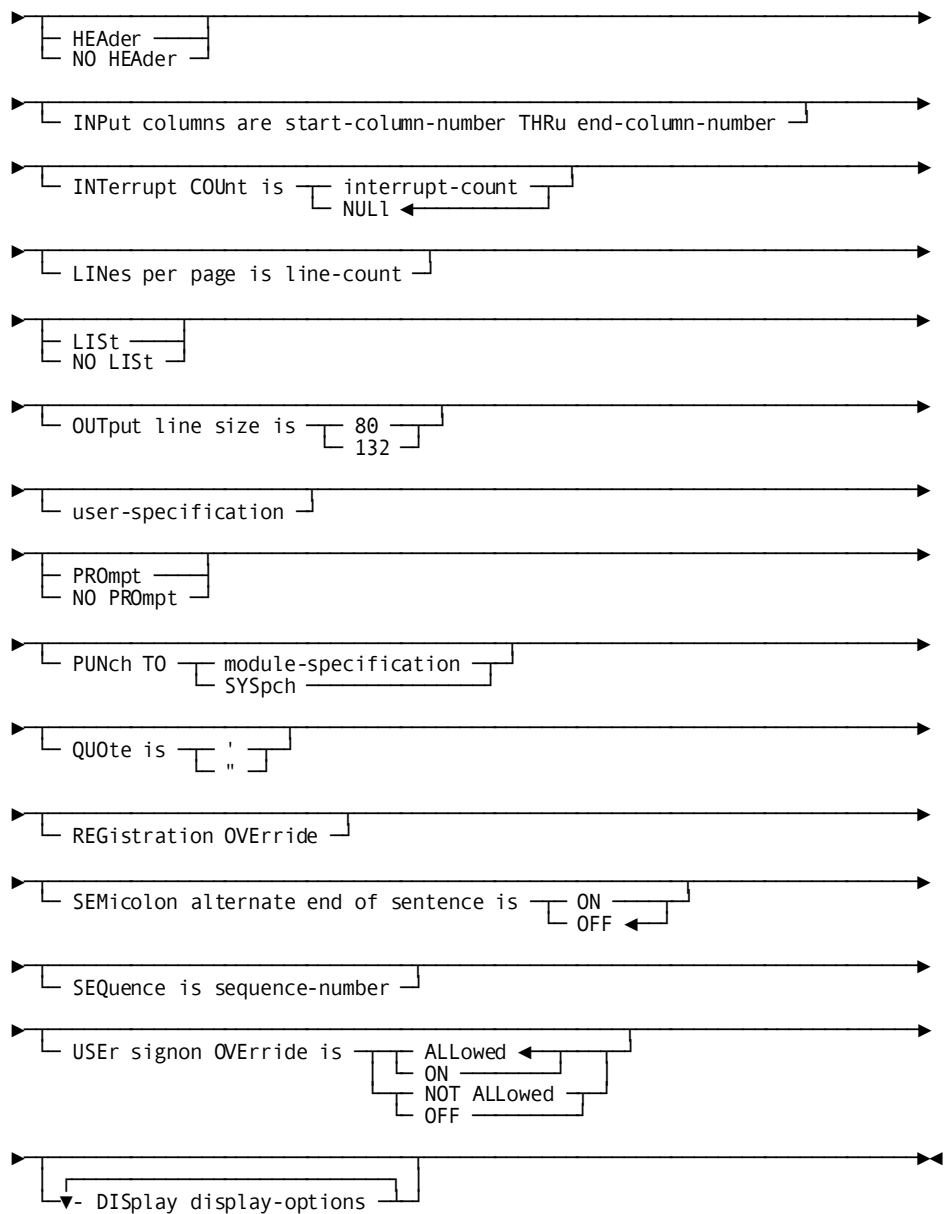 HEAder
NO HEAder
INPut columns are start-column-number THRu end-column-number
INTerrupt COUnt is interrupt-count
NULl
LINes per page is line-count
LISt
NO LISt
OUTput line size is 80
132
user-specification
PROmpt
NO PROmpt
PUNch TO module-specification
SYSpch
QUOte is '
"
REGistration OVErride
SEMicolon alternate end of sentence is ON
OFF
SEQuence is sequence-number
USEr signon OVErride is ALLowed
ON
NOT ALLowed
OFF
- DISplay display-options